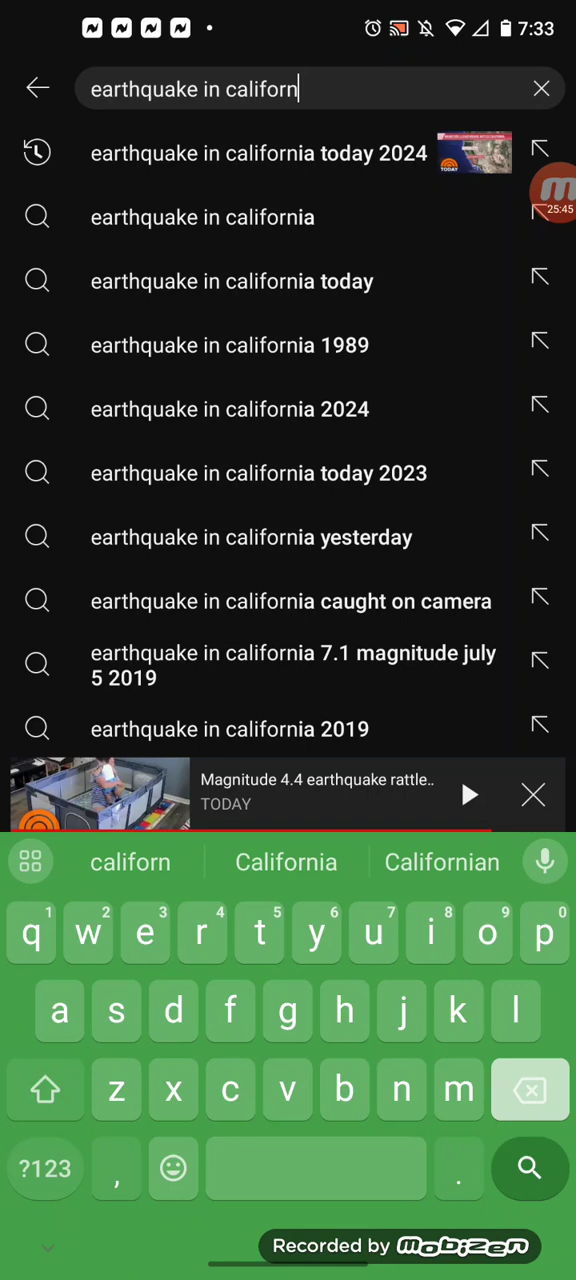 7:33
earthquake in californ
earthquake in california today 2024
TODAY
25:45
earthquake in california
earthquake in california today
earthquake in california 1989
earthquake in california 2024
earthquake in california today 2023
earthquake in california yesterday
earthquake in california caught on camera
earthquake in california 7.1 magnitude july
5 2019
earthquake in california 2019
Magnitude 4.4 earthquake rattle..
TODAY
californ California Californian
1 2 3 4 5 6 7 8 9 0
q w e r t y u i o p
a s d f g h j k l
z x c v b n m
?123 , .
Recorded by mobizen